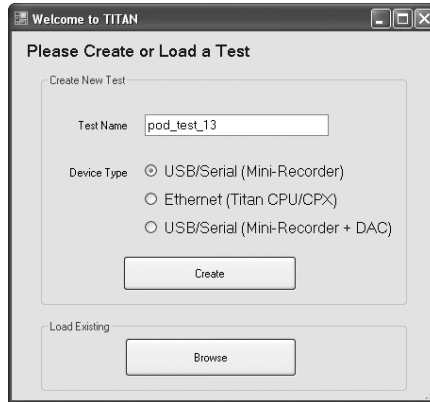 Welcome to TITAN
Please Create or Load a Test
Create New Test
Test Name pod_test_13
Device Type USB/Serial (Mini-Recorder)
Ethernet (Titan CPU/CPX)
USB/Serial (Mini-Recorder + DAC)
Create
Load Existing
Browse